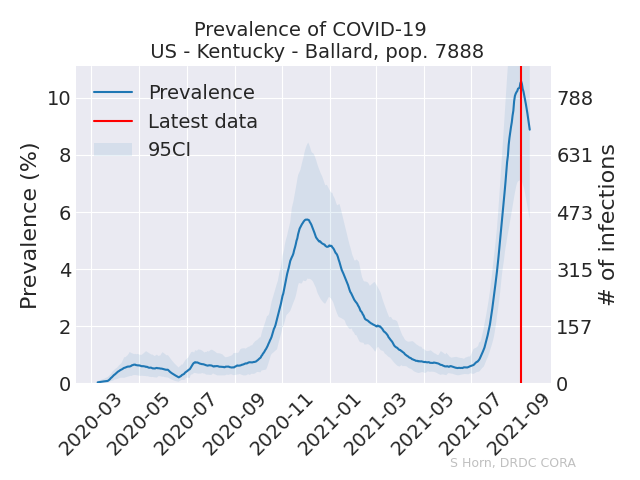 Prevalence of COVID-19
US - Kentucky - Ballard, pop. 7888
Prevalence
Latest data
95CI
Prevalence (%)
10
8
6
4
2
0
788
631
473
315
157
0
# of infections
2020-03
2020-05
2020-07
2020-09
2020-11
2021-01
2021-03
2021-05
2021-07
2021-09
S Horn, DRDC CORA